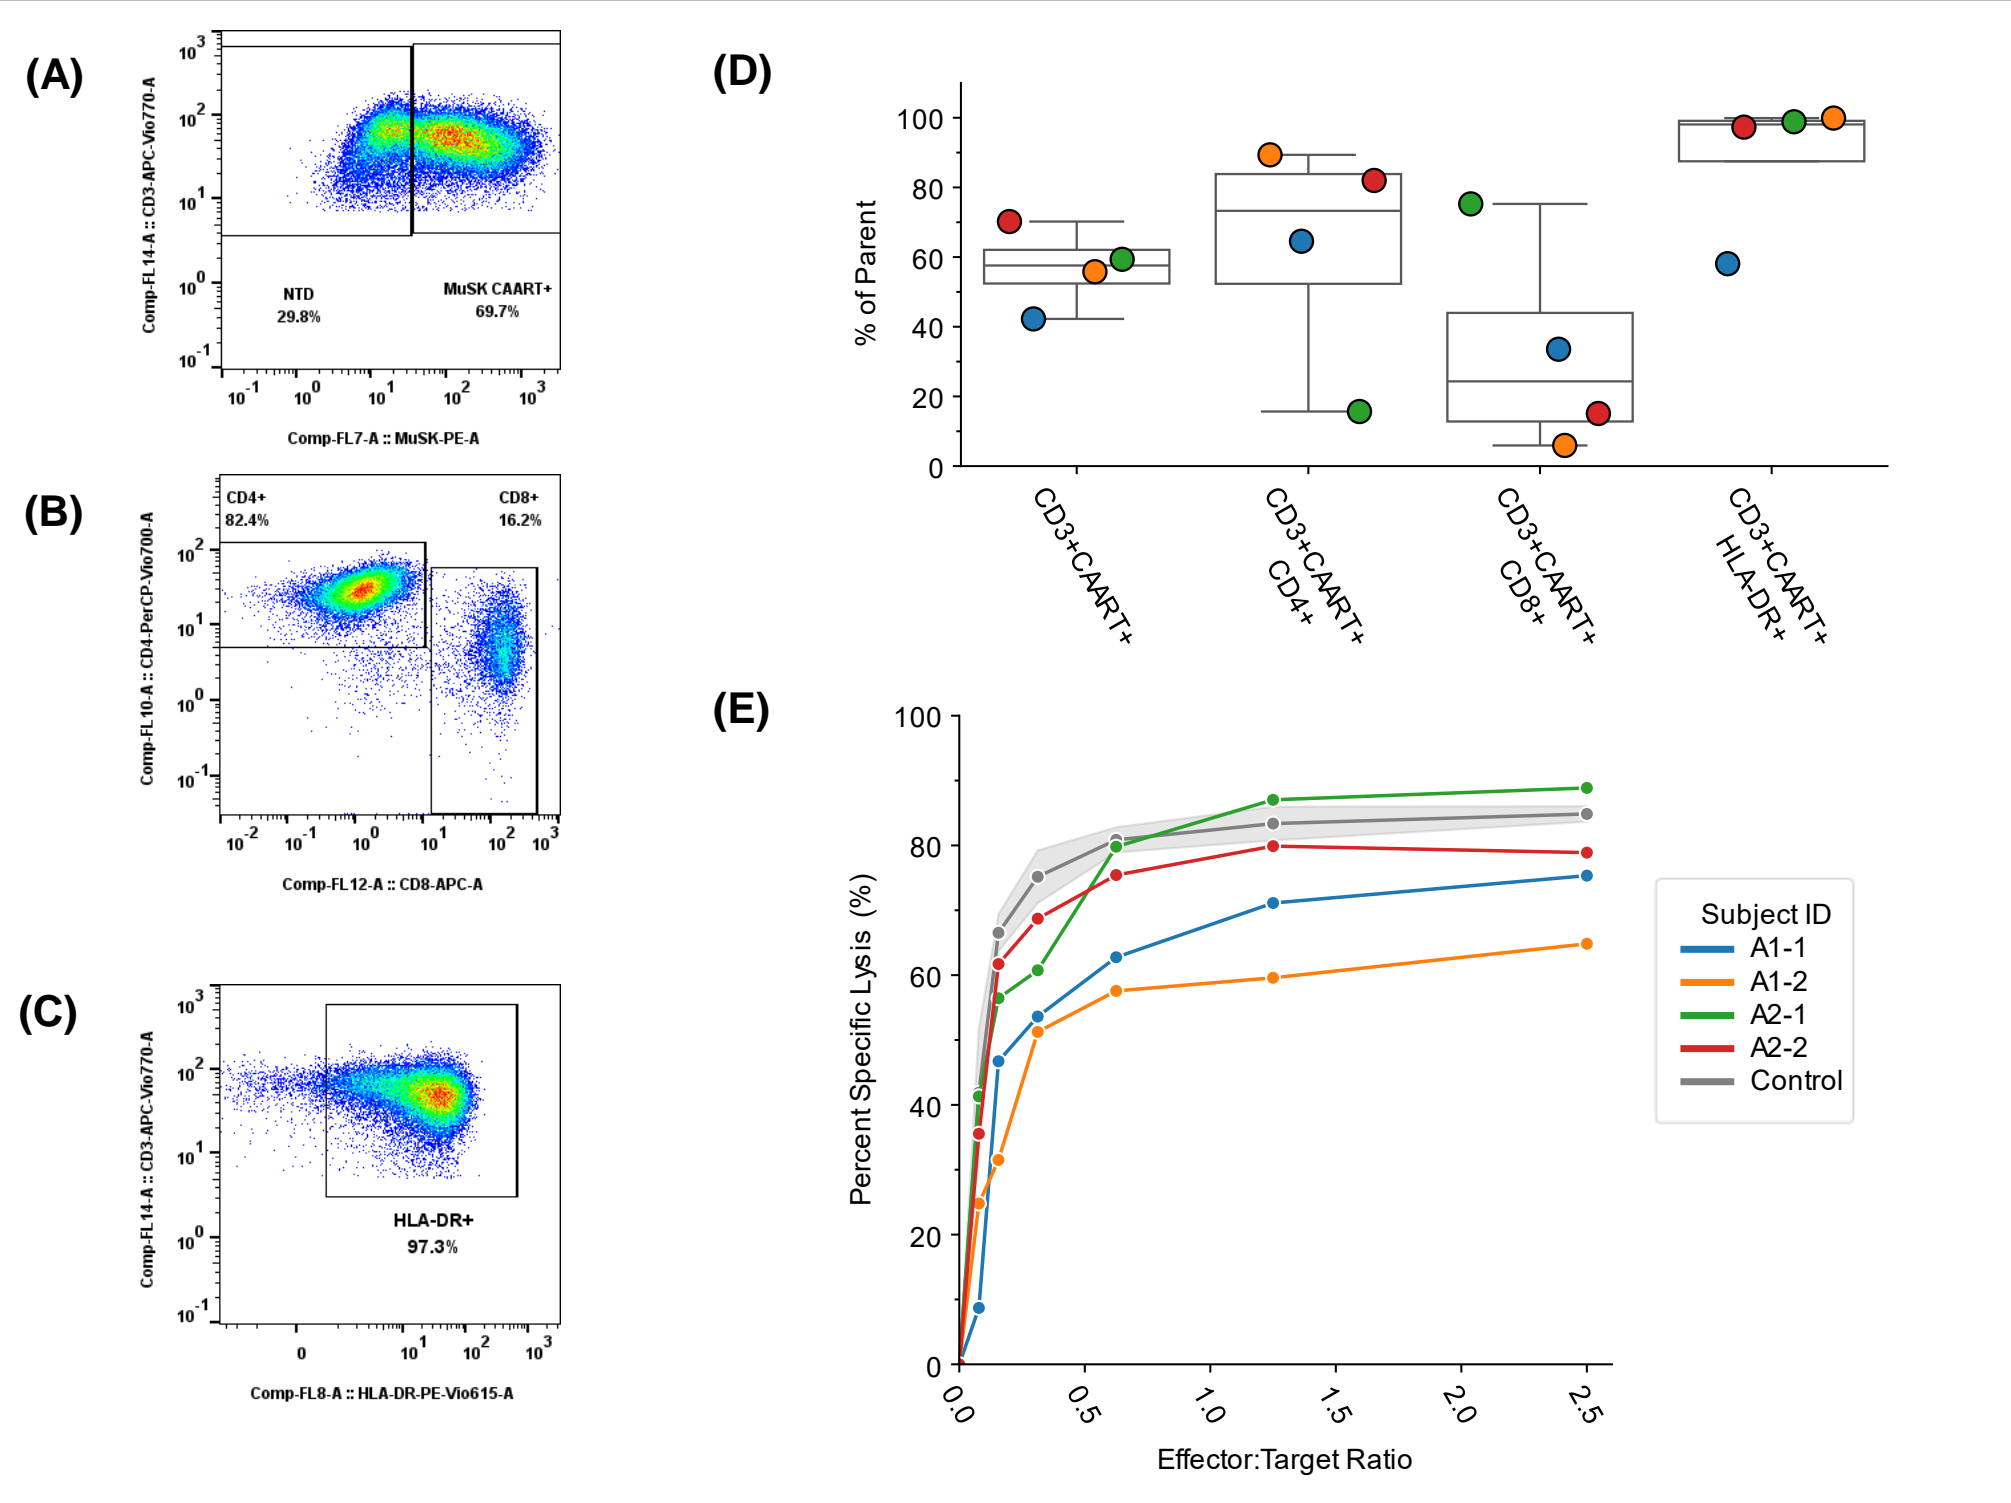 (A)
10^3
10^2
10^1
10^0
10^-1
Comp-FL14-A :: CD3-APC-Vio770-A
NTD
29.8%
MuSK CAART+
69.7%
10^-1 10^0 10^1 10^2 10^3
Comp-FL7-A :: MuSK-PE-A
(B)
CD4+
82.4%
CD8+
16.2%
10^2
10^1
10^0
10^-1
Comp-FL10-A :: CD4-PerCP-Vio700-A
10^-2 10^-1 10^0 10^1 10^2 10^3
Comp-FL12-A :: CD8-APC-A
(C)
10^3
10^2
10^1
10^0
10^-1
Comp-FL14-A :: CD3-APC-Vio770-A
HLA-DR+
97.3%
0 10^1 10^2 10^3
Comp-FL8-A :: HLA-DR-PE-Vio615-A
(D)
100
80
60
40
20
0
% of Parent
CD3+CAART+
CD3+CAART+
CD4+
CD3+CAART+
CD8+
CD3+CAART+
HLA-DR+
(E)
100
80
60
40
20
0
Percent Specific Lysis (%)
0.0 0.5 1.0 1.5 2.0 2.5
Effector:Target Ratio
Subject ID
A1-1
A1-2
A2-1
A2-2
Control